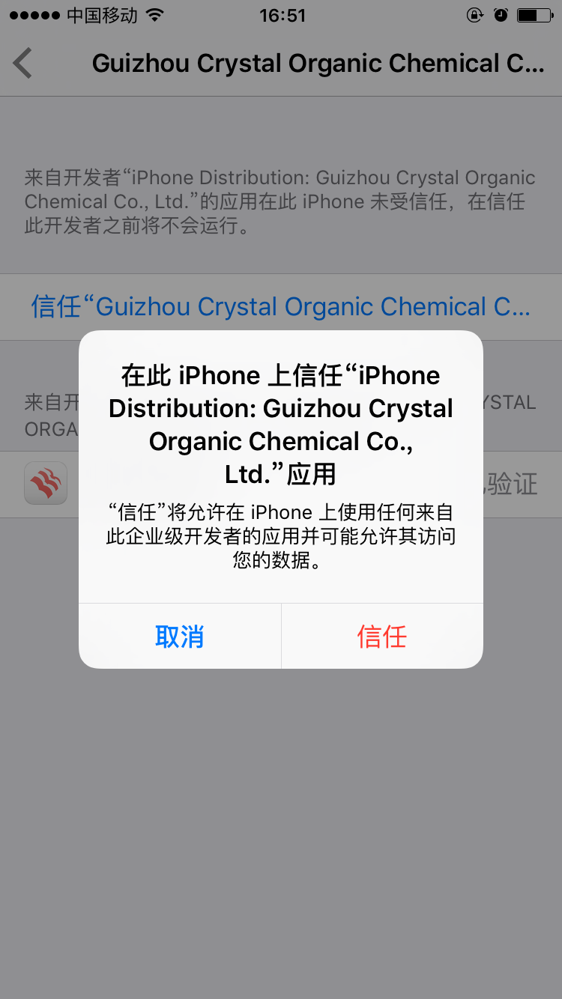 中国移动
16:51
Guizhou Crystal Organic Chemical C...
来自开发者“iPhone Distribution: Guizhou Crystal Organic
Chemical Co., Ltd.”的应用在此 iPhone 未受信任，在信任
此开发者之前将不会运行。
信任“Guizhou Crystal Organic Chemical C...
在此 iPhone 上信任“iPhone
Distribution: Guizhou Crystal
Organic Chemical Co.,
Ltd.”应用
“信任”将允许在 iPhone 上使用任何来自
此企业级开发者的应用并可能允许其访问
您的数据。
取消
信任
来自开 YSTAL
ORGA
验证